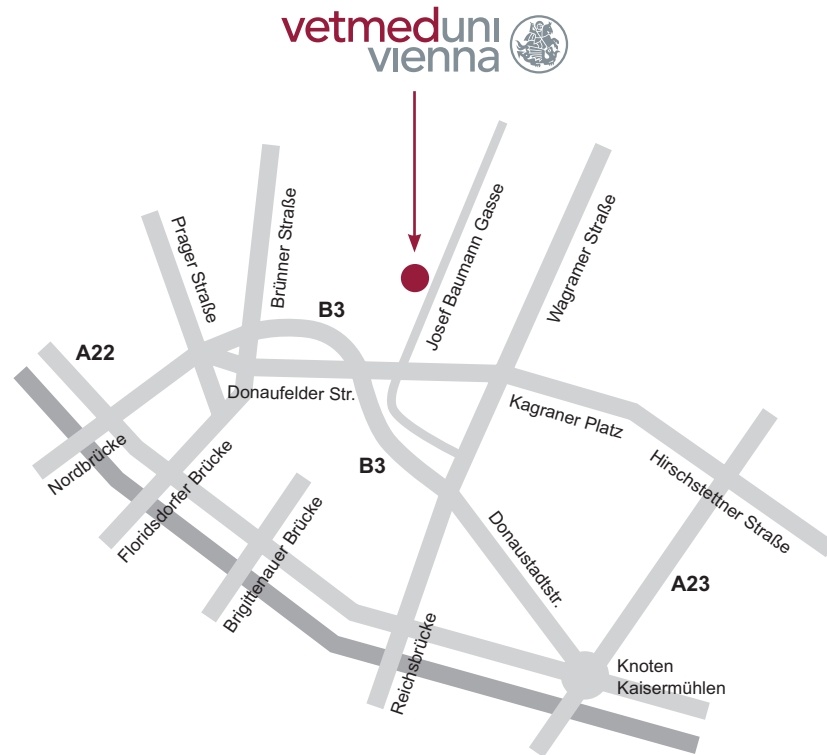 vetmeduni
vienna
Prager Straße
Brünner Straße
Josef Baumann Gasse
Wagramer Straße
B3
A22
Donaufelder Str.
Kagraner Platz
Nordbrücke
Floridsdorfer Brücke
B3
Hirschstettner Straße
Brigittenauer Brücke
Donaustadtstr.
A23
Reichsbrücke
Knoten
Kaisermühlen